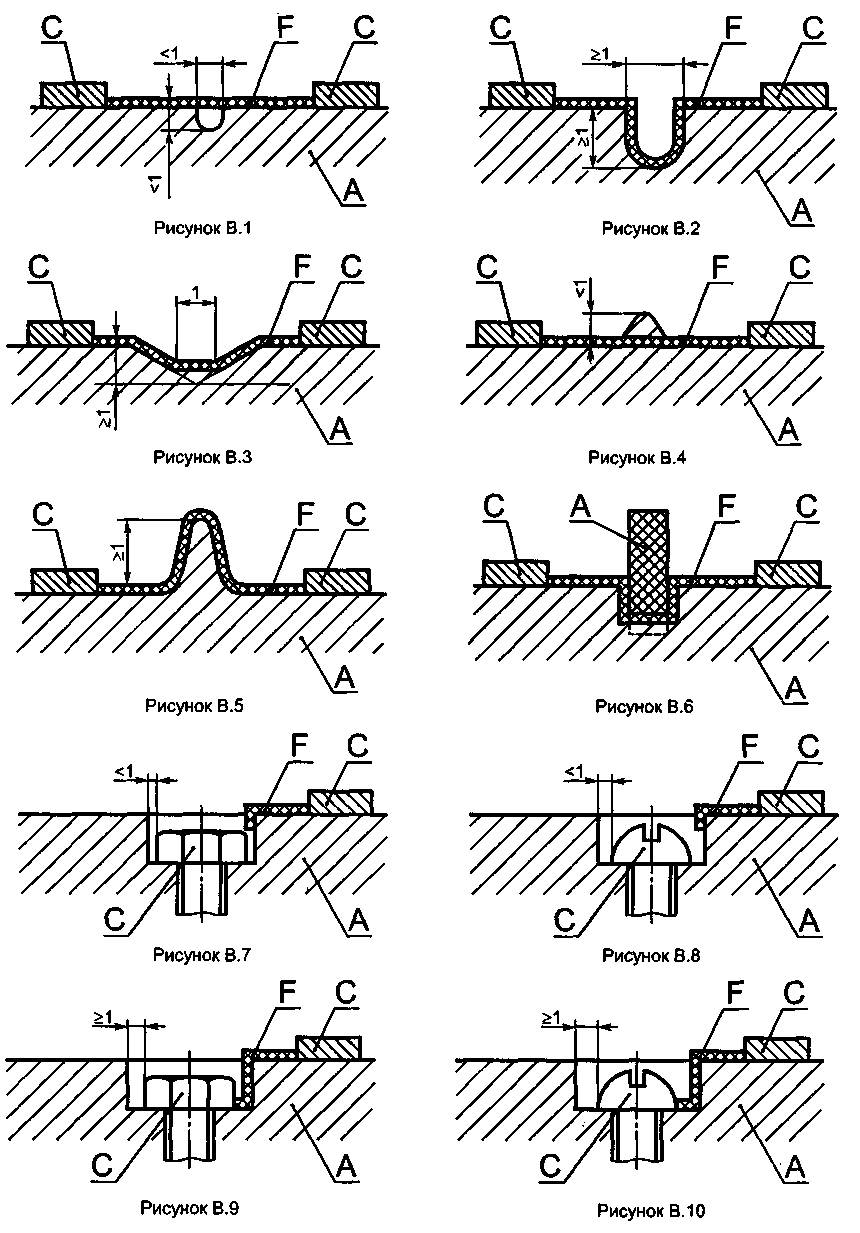 C <1 F C
<1
A
Рисунок В.1
≥1 F C
≥1
A
Рисунок В.2
C 1 F C
≥1
A
Рисунок В.3
C <1 F C
A
Рисунок В.4
C ≥1 F C
A
Рисунок В.5
C A F C
A
Рисунок В.6
<1 F C
C A
Рисунок В.7
<1 F C
C A
Рисунок В.8
≥1 F C
C A
Рисунок В.9
≥1 F C
C A
Рисунок В.10